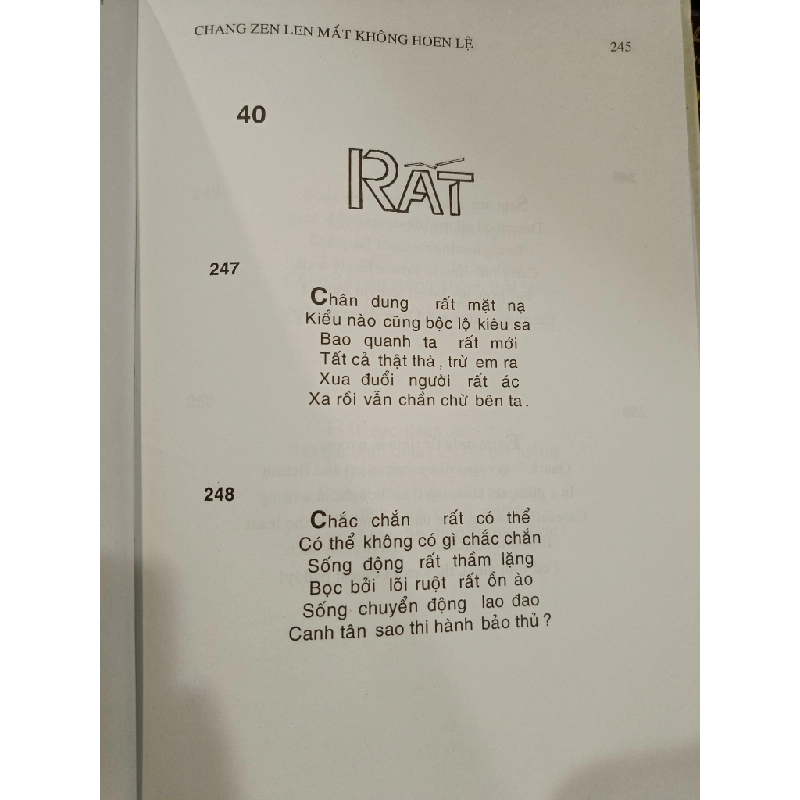 CHANG ZEN LEN MẮT KHÔNG HOEN LỆ 245
40
RẤT
247
Chân dung rất mặt nạ
Kiểu nào cũng bộc lộ kiêu sa
Bao quanh ta rất mới
Tất cả thật thà, trừ em ra
Xua đuổi người rất ác
Xa rồi vẫn chần chừ bên ta.
248
Chắc chắn rất có thể
Có thể không có gì chắc chắn
Sống động rất thầm lặng
Bọc bởi lõi ruột rất ồn ào
Sống chuyển động lao đao
Canh tân sao thi hành bảo thủ?